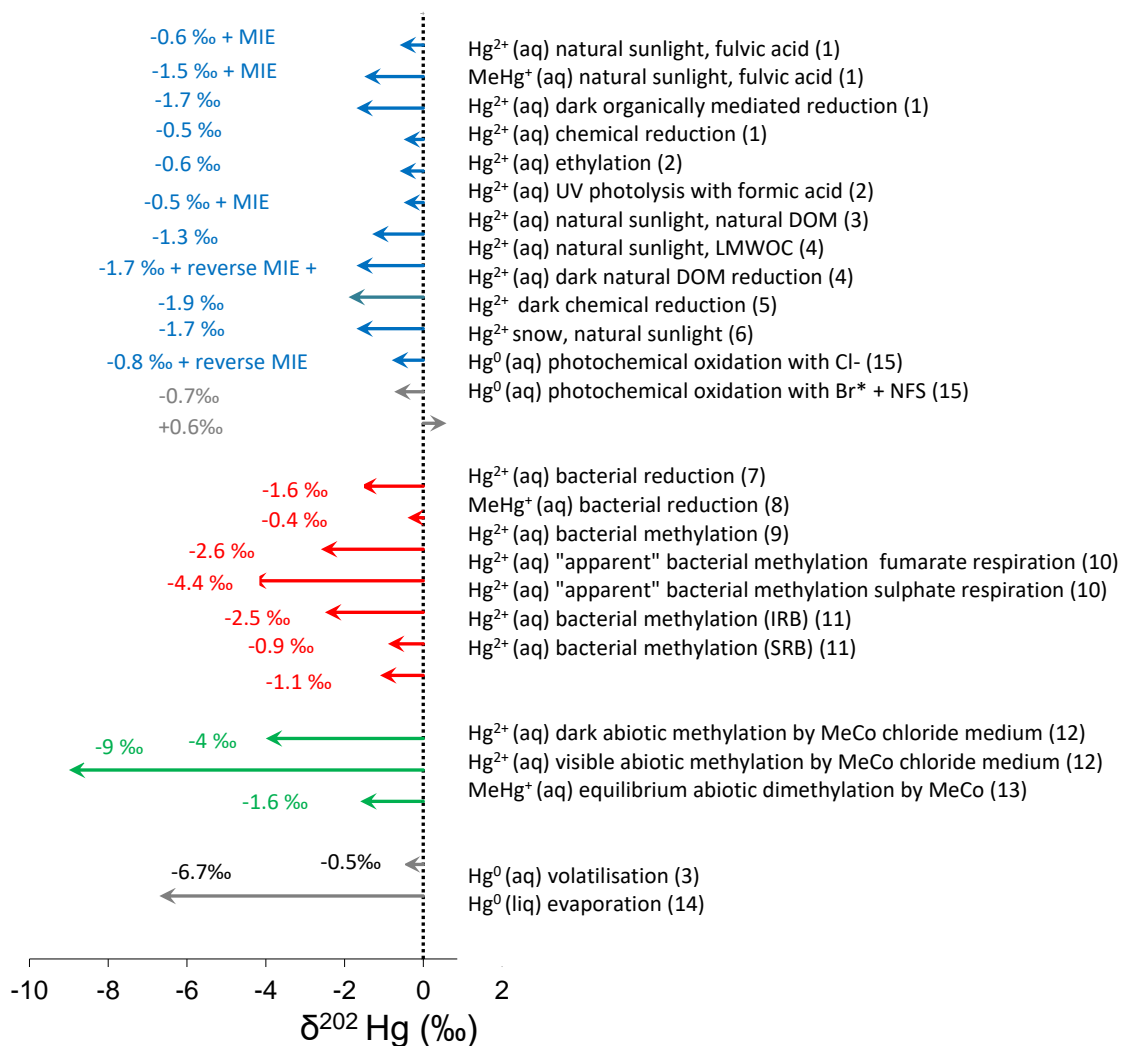 -0.6 ‰ + MIE
Hg²⁺ (aq) natural sunlight, fulvic acid (1)
-1.5 ‰ + MIE
MeHg⁺ (aq) natural sunlight, fulvic acid (1)
-1.7 ‰
Hg²⁺ (aq) dark organically mediated reduction (1)
-0.5 ‰
Hg²⁺ (aq) chemical reduction (1)
-0.6 ‰
Hg²⁺ (aq) ethylation (2)
Hg²⁺ (aq) UV photolysis with formic acid (2)
-0.5 ‰ + MIE
Hg²⁺ (aq) natural sunlight, natural DOM (3)
-1.3 ‰
Hg²⁺ (aq) natural sunlight, LMWOC (4)
-1.7 ‰ + reverse MIE +
Hg²⁺ (aq) dark natural DOM reduction (4)
-1.9 ‰
Hg²⁺ dark chemical reduction (5)
-1.7 ‰
Hg²⁺ snow, natural sunlight (6)
-0.8 ‰ + reverse MIE
Hg⁰ (aq) photochemical oxidation with Cl- (15)
-0.7‰
Hg⁰ (aq) photochemical oxidation with Br* + NFS (15)
+0.6‰
Hg²⁺ (aq) bacterial reduction (7)
-1.6 ‰
MeHg⁺ (aq) bacterial reduction (8)
-0.4 ‰
Hg²⁺ (aq) bacterial methylation (9)
-2.6 ‰
Hg²⁺ (aq) "apparent" bacterial methylation fumarate respiration (10)
-4.4 ‰
Hg²⁺ (aq) "apparent" bacterial methylation sulphate respiration (10)
-2.5 ‰
Hg²⁺ (aq) bacterial methylation (IRB) (11)
-0.9 ‰
Hg²⁺ (aq) bacterial methylation (SRB) (11)
-1.1 ‰
Hg²⁺ (aq) dark abiotic methylation by MeCo chloride medium (12)
-9 ‰
-4 ‰
Hg²⁺ (aq) visible abiotic methylation by MeCo chloride medium (12)
MeHg⁺ (aq) equilibrium abiotic dimethylation by MeCo (13)
-1.6 ‰
-0.5‰
-6.7‰
Hg⁰ (aq) volatilisation (3)
Hg⁰ (liq) evaporation (14)
-10 -8 -6 -4 -2 0 2
δ²⁰² Hg (‰)